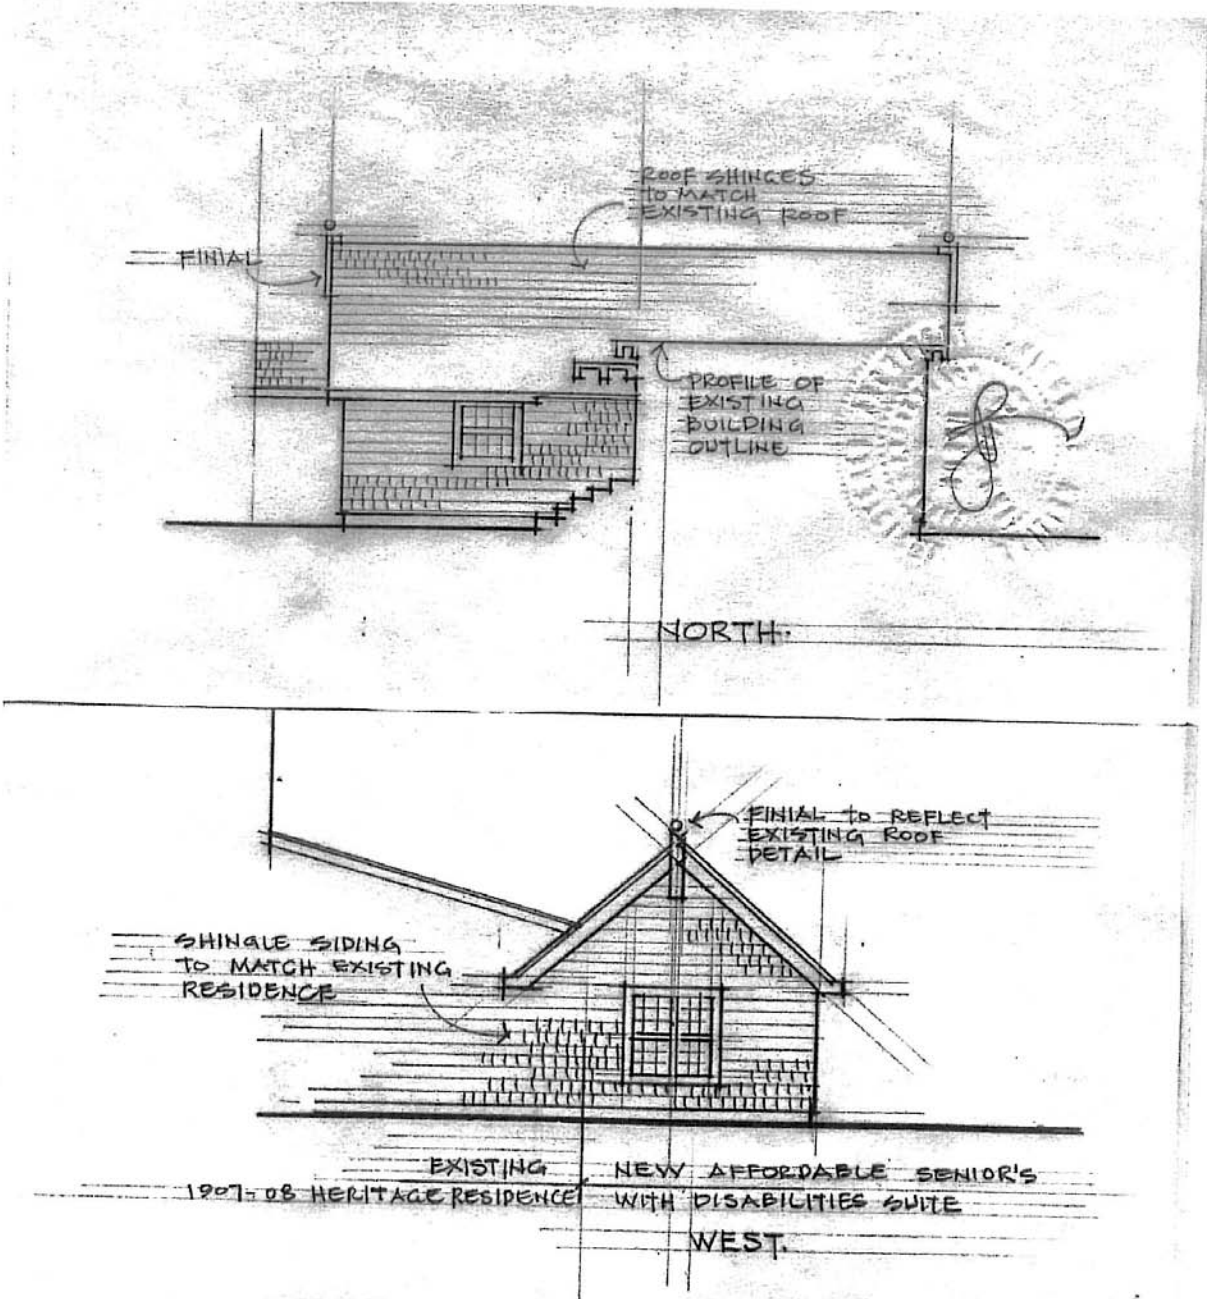 ROOF SHINGES
TO MATCH
EXISTING ROOF
FINIAL
PROFILE OF
EXISTING
BUILDING
OUTLINE
NORTH.
FINIAL TO REFLECT
EXISTING ROOF
DETAIL
SHINGLE SIDING
TO MATCH EXISTING
RESIDENCE
EXISTING
1907-08 HERITAGE RESIDENCE
NEW AFFORDABLE SENIOR'S
WITH DISABILITIES SUITE
WEST.